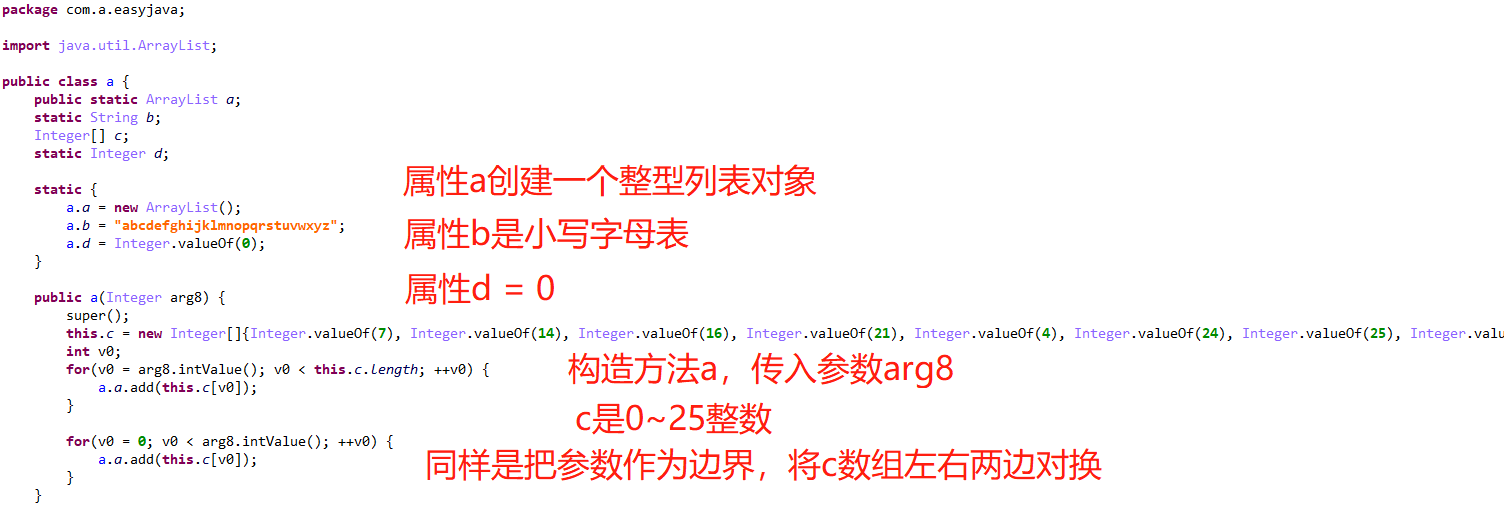 package com.a.easyjava;
import java.util.ArrayList;
public class a {
public static ArrayList a;
static String b;
Integer[] c;
static Integer d;
属性a创建一个整型列表对象
static {
a.a = new ArrayList();
a.b = "abcdefghijklmnopqrstuvwxyz";
属性b是小写字母表
a.d = Integer.valueOf(0);
}
属性d = 0
public a(Integer arg8) {
super();
this.c = new Integer[]{Integer.valueOf(7), Integer.valueOf(14), Integer.valueOf(16), Integer.valueOf(21), Integer.valueOf(4), Integer.valueOf(24), Integer.valueOf(25), Integer.valu
int v0;
构造方法a，传入参数arg8
for(v0 = arg8.intValue(); v0 < this.c.length; ++v0) {
a.a.add(this.c[v0]);
}
c是0~25整数
for(v0 = 0; v0 < arg8.intValue(); ++v0) {
a.a.add(this.c[v0]);
同样是把参数作为边界，将c数组左右两边对换
}
}